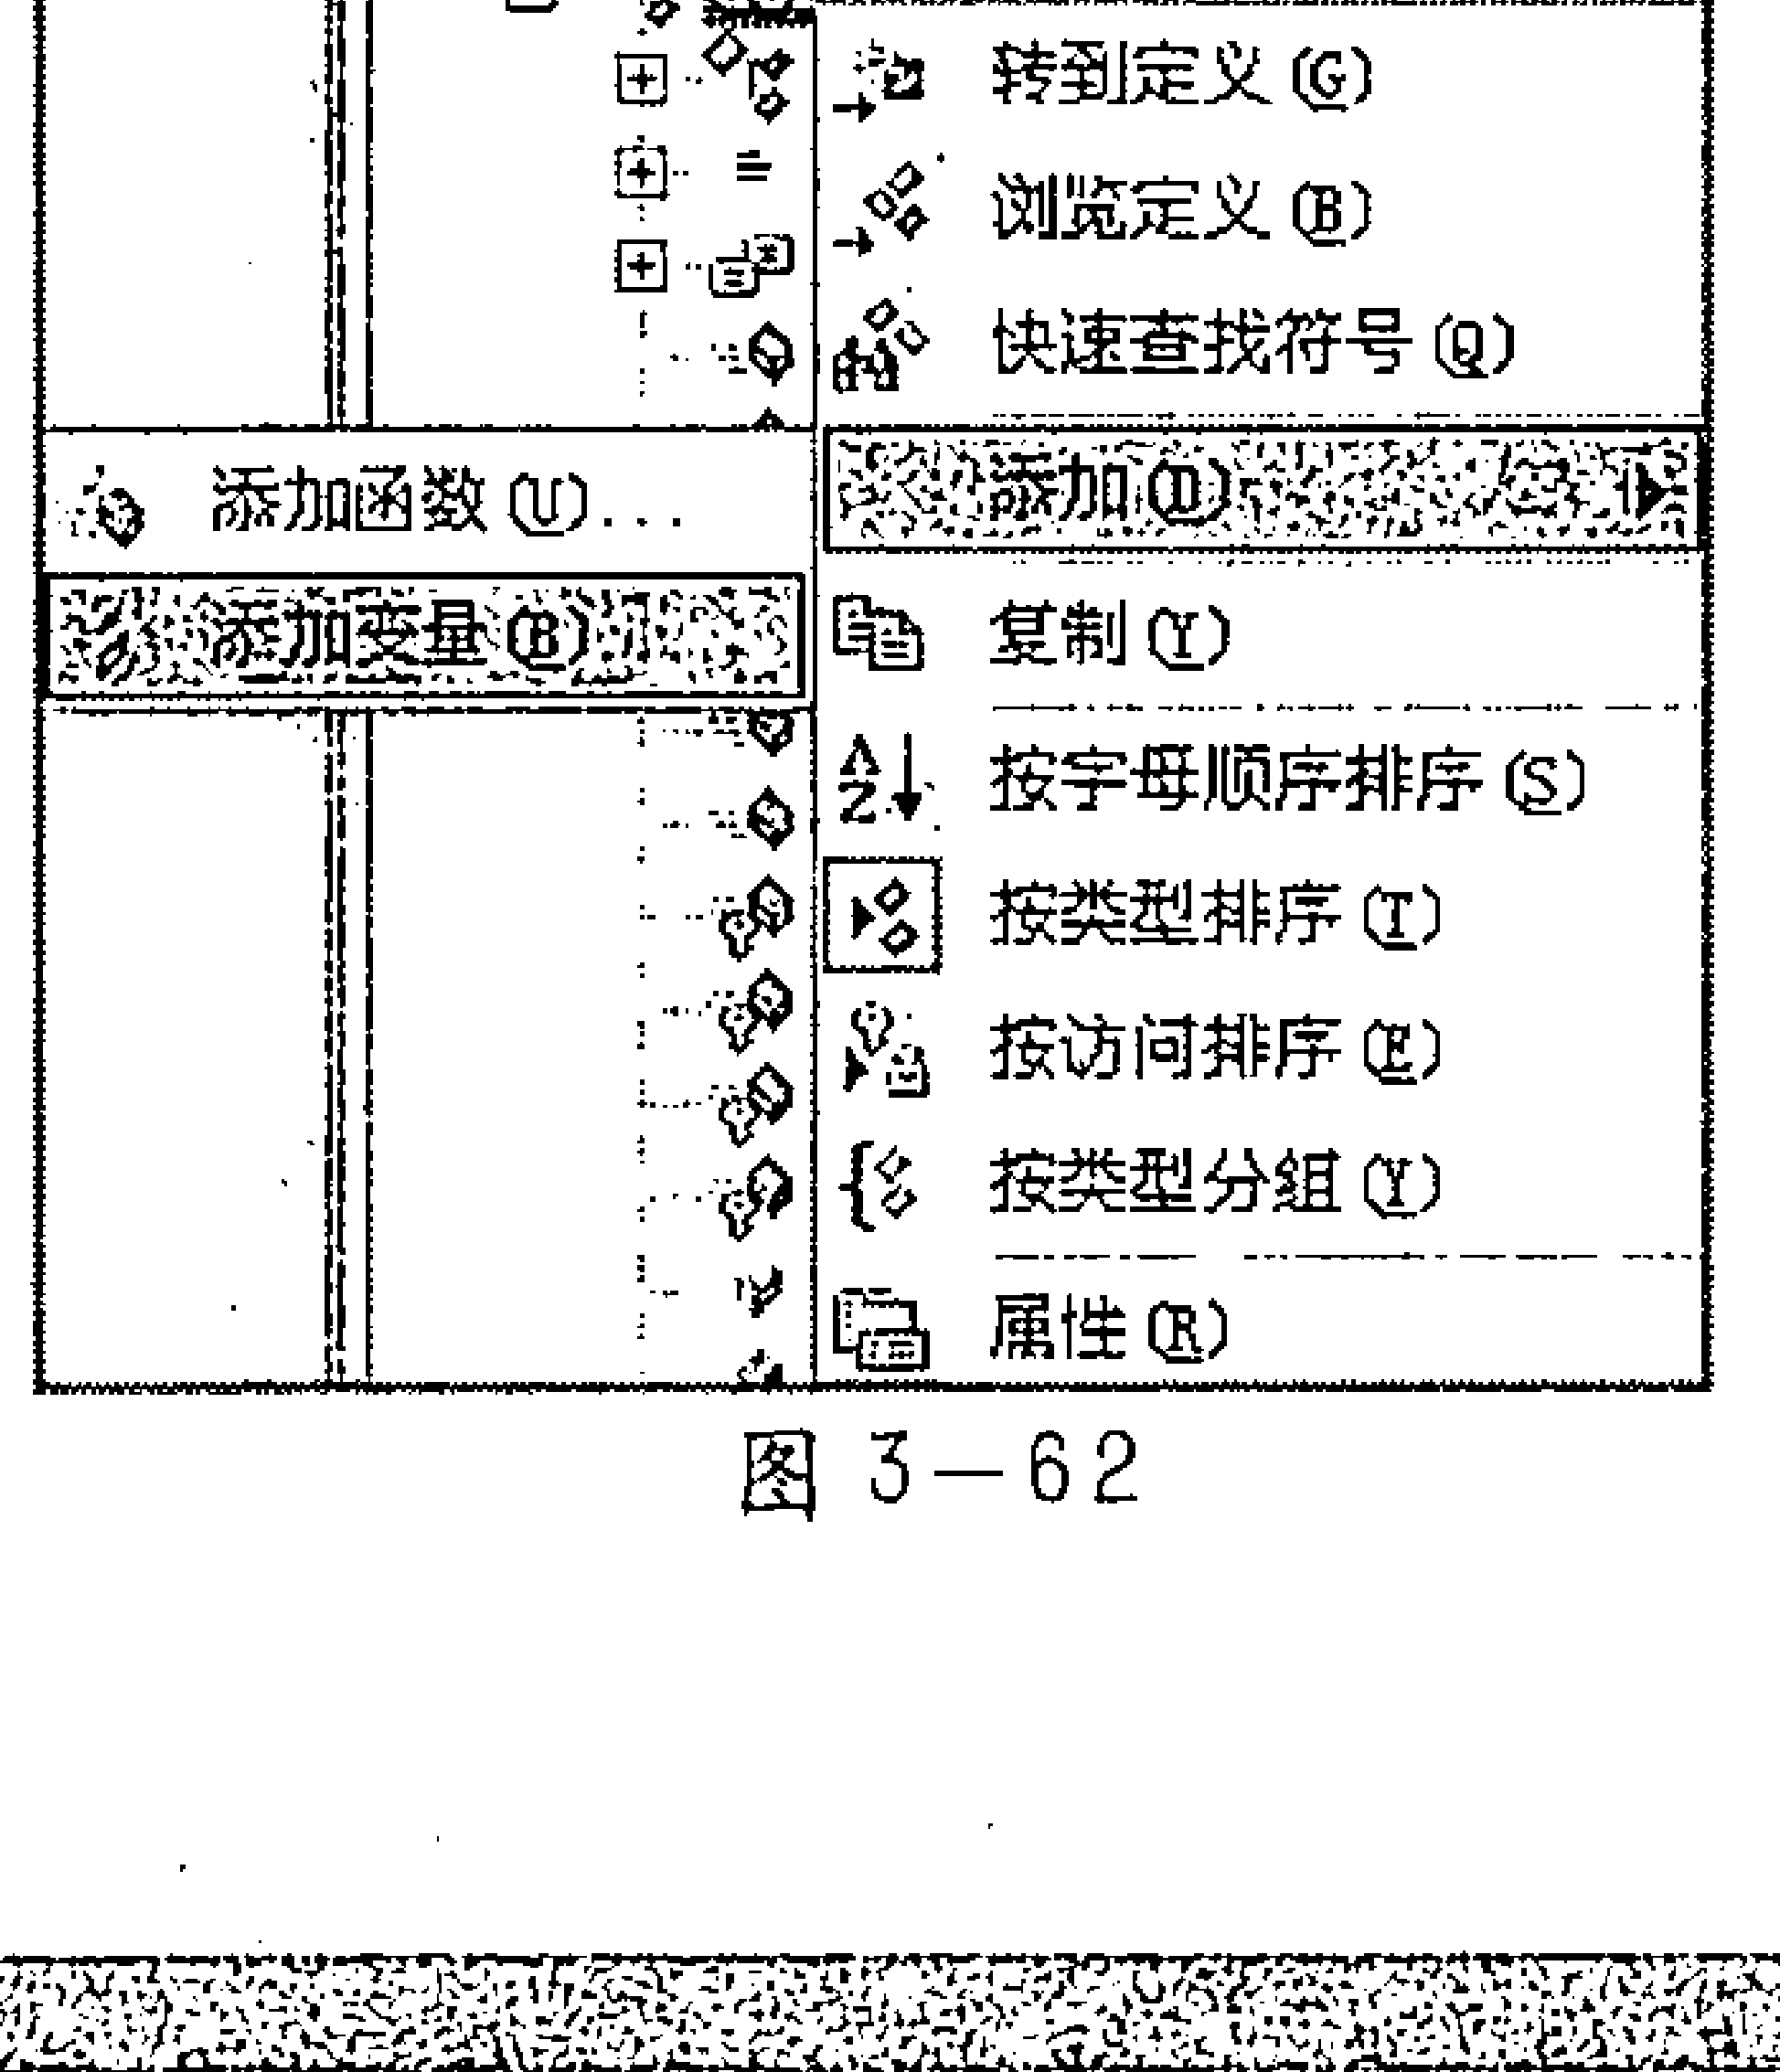 转到定义(G)
浏览定义(B)
快速查找符号(Q)
添加(D)
添加函数(U)...
添加变量(B)
复制(Y)
按字母顺序排序(S)
按类型排序(T)
按访问排序(E)
按类型分组(Y)
属性(R)
图 3－62